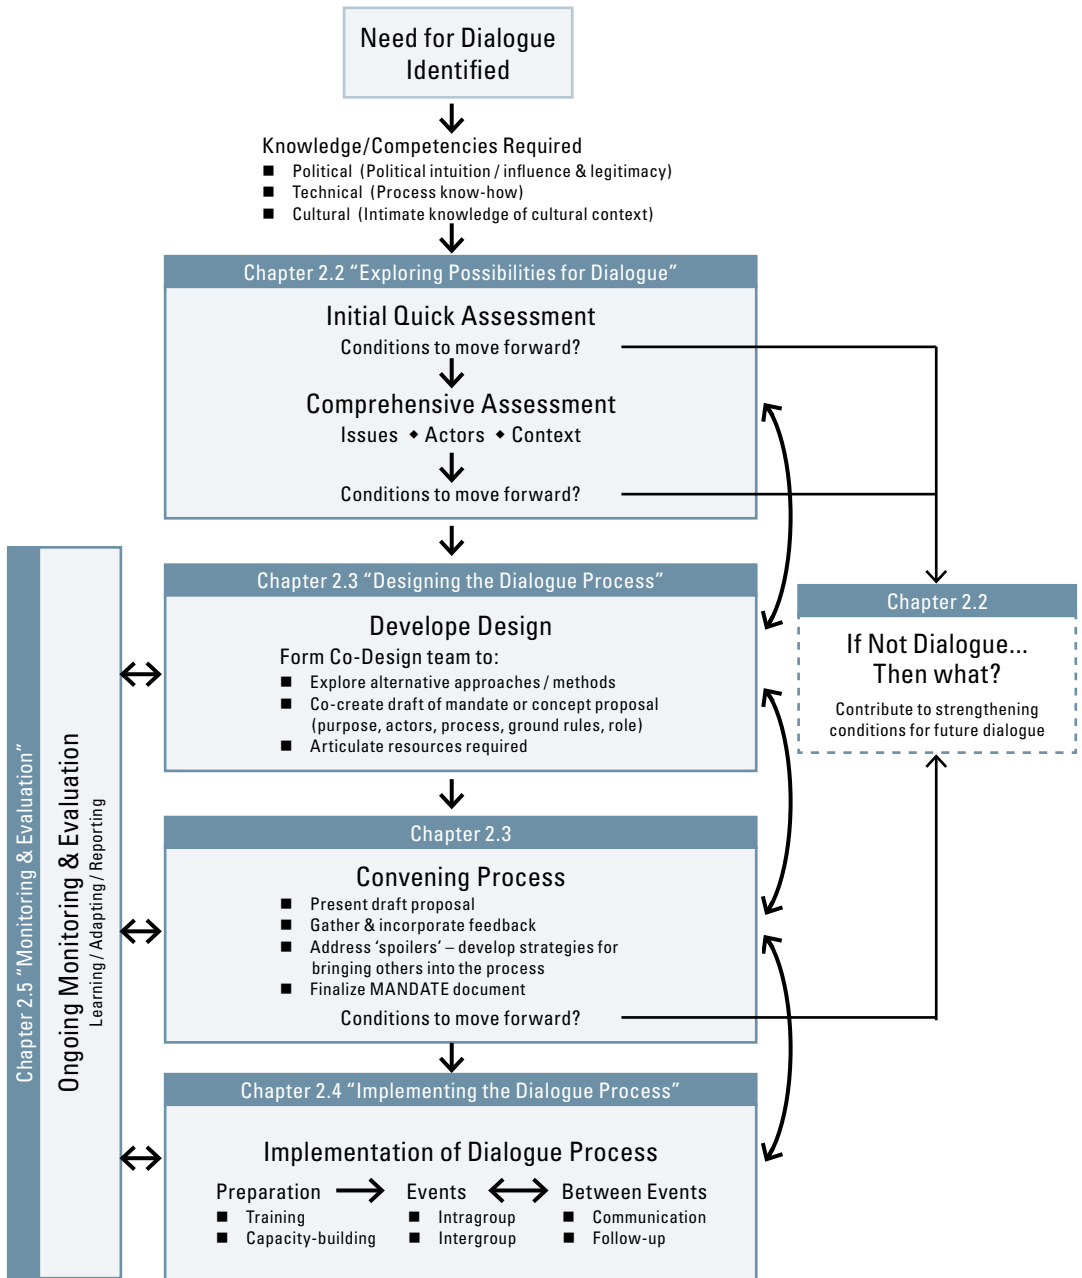 Need for Dialogue
Identified
Knowledge/Competencies Required
■ Political (Political intuition / influence & legitimacy)
■ Technical (Process know-how)
■ Cultural (Intimate knowledge of cultural context)
Chapter 2.2 “Exploring Possibilities for Dialogue”
Initial Quick Assessment
Conditions to move forward?
Comprehensive Assessment
Issues ◆ Actors ◆ Context
Conditions to move forward?
Chapter 2.3 “Designing the Dialogue Process”
Develope Design
Form Co-Design team to:
■ Explore alternative approaches / methods
■ Co-create draft of mandate or concept proposal
(purpose, actors, process, ground rules, role)
■ Articulate resources required
Chapter 2.2
If Not Dialogue...
Then what?
Contribute to strengthening
conditions for future dialogue
Chapter 2.3
Convening Process
■ Present draft proposal
■ Gather & incorporate feedback
■ Address ‘spoilers’ – develop strategies for
bringing others into the process
■ Finalize MANDATE document
Conditions to move forward?
Chapter 2.4 “Implementing the Dialogue Process”
Implementation of Dialogue Process
Preparation
■ Training
■ Capacity-building
Events
■ Intragroup
■ Intergroup
Between Events
■ Communication
■ Follow-up
Chapter 2.5 “Monitoring & Evaluation”
Ongoing Monitoring & Evaluation
Learning / Adapting / Reporting